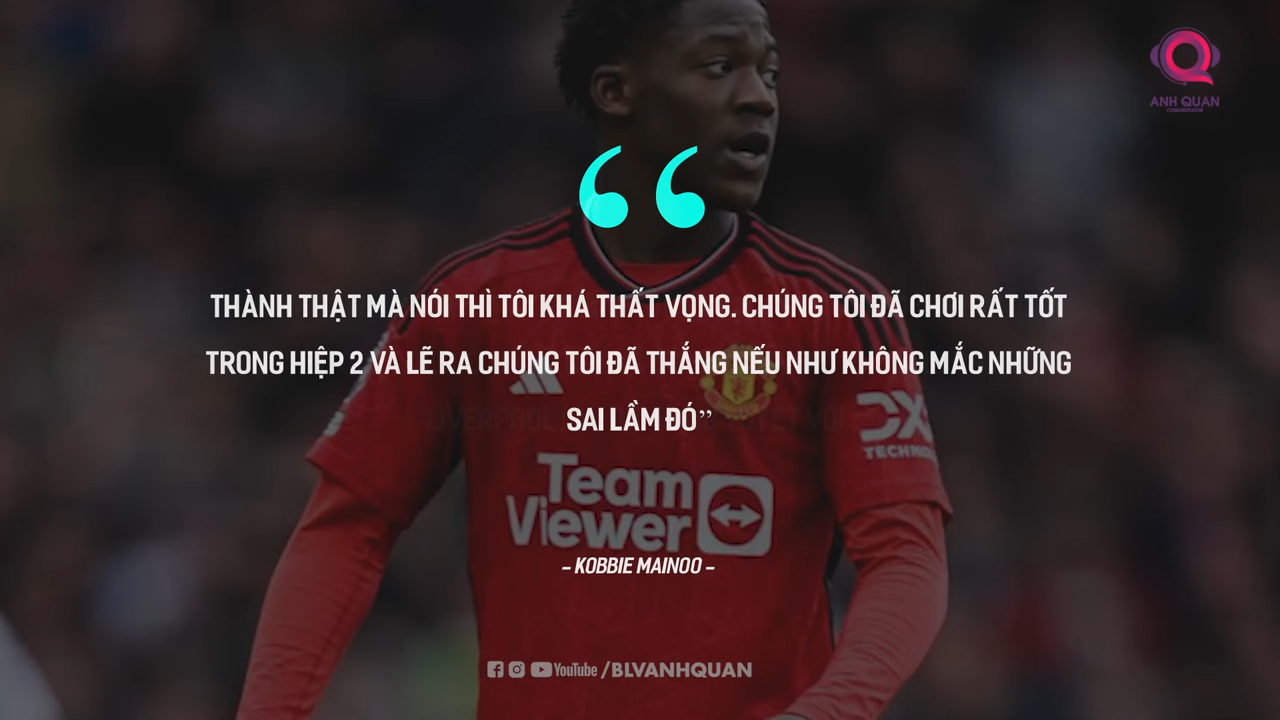 ANH QUAN
“
THÀNH THẬT MÀ NÓI THÌ TÔI KHÁ THẤT VỌNG. CHÚNG TÔI ĐÃ CHƠI RẤT TỐT
TRONG HIỆP 2 VÀ LẼ RA CHÚNG TÔI ĐÃ THẮNG NẾU NHƯ KHÔNG MẮC NHỮNG
SAI LẦM ĐÓ”
DX
TECHNO
Team
Viewer
– KOBBIE MAINOO –
YouTube /BLVANHQUAN